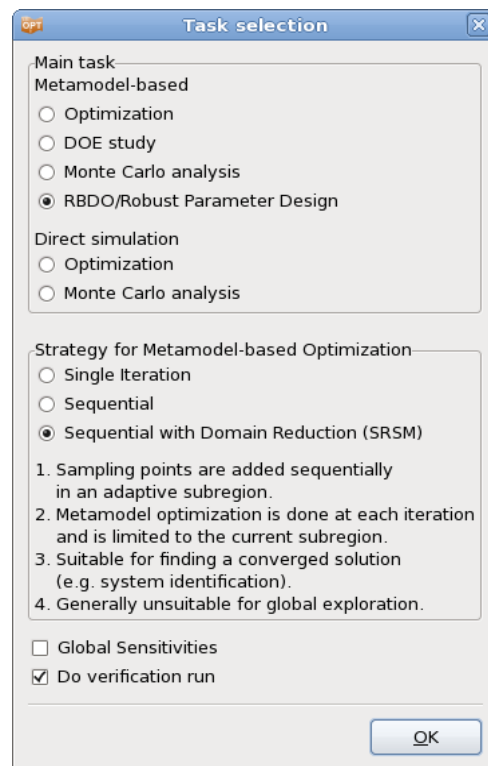 OPT
Task selection
Main task
Metamodel-based
Optimization
DOE study
Monte Carlo analysis
RBDO/Robust Parameter Design
Direct simulation
Optimization
Monte Carlo analysis
Strategy for Metamodel-based Optimization
Single Iteration
Sequential
Sequential with Domain Reduction (SRSM)
1. Sampling points are added sequentially
in an adaptive subregion.
2. Metamodel optimization is done at each iteration
and is limited to the current subregion.
3. Suitable for finding a converged solution
(e.g. system identification).
4. Generally unsuitable for global exploration.
Global Sensitivities
Do verification run
OK